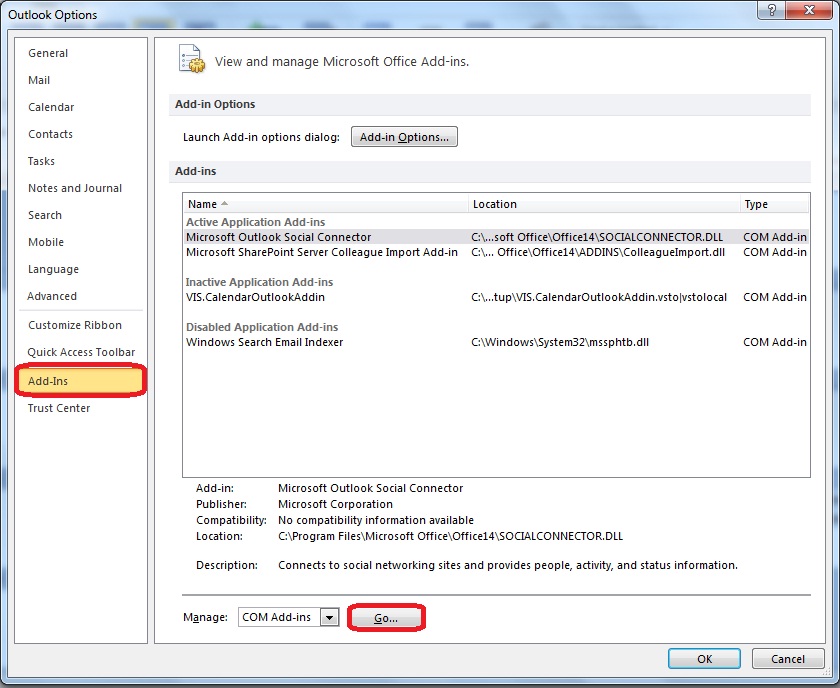 Outlook Options
General
Mail
Calendar
Contacts
Tasks
Notes and Journal
Search
Mobile
Language
Advanced
Customize Ribbon
Quick Access Toolbar
Add-Ins
Trust Center
View and manage Microsoft Office Add-ins.
Add-in Options
Launch Add-in options dialog: Add-in Options...
Add-ins
Name Location Type
Active Application Add-ins
Microsoft Outlook Social Connector C:\...soft Office\Office14\SOCIALCONNECTOR.DLL COM Add-in
Microsoft SharePoint Server Colleague Import Add-in C:\... Office\Office14\ADDINS\ColleagueImport.dll COM Add-in
Inactive Application Add-ins
VIS.CalendarOutlookAddin C:\...tup\VIS.CalendarOutlookAddin.vsto|vstolocal COM Add-in
Disabled Application Add-ins
Windows Search Email Indexer C:\Windows\System32\mssphtb.dll COM Add-in
Add-in: Microsoft Outlook Social Connector
Publisher: Microsoft Corporation
Compatibility: No compatibility information available
Location: C:\Program Files\Microsoft Office\Office14\SOCIALCONNECTOR.DLL
Description: Connects to social networking sites and provides people, activity, and status information.
Manage: COM Add-ins Go...
OK Cancel